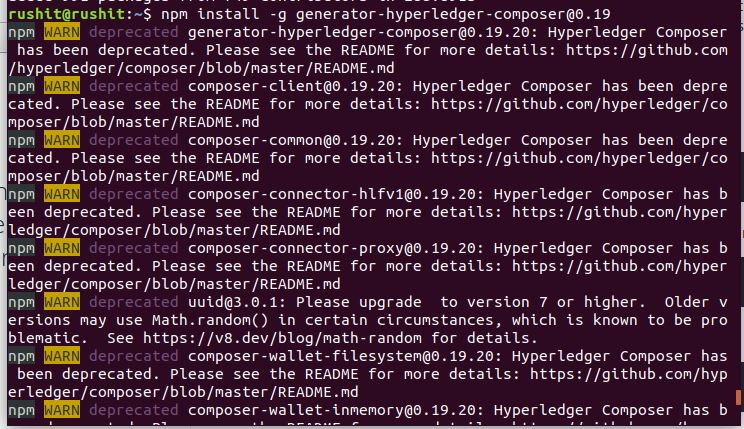 rushit@rushit:~$ npm install -g generator-hyperledger-composer@0.19
npm WARN deprecated generator-hyperledger-composer@0.19.20: Hyperledger Composer
has been deprecated. Please see the README for more details: https://github.com
/hyperledger/composer/blob/master/README.md
npm WARN deprecated composer-client@0.19.20: Hyperledger Composer has been depre
cated. Please see the README for more details: https://github.com/hyperledger/co
mposer/blob/master/README.md
npm WARN deprecated composer-common@0.19.20: Hyperledger Composer has been depre
cated. Please see the README for more details: https://github.com/hyperledger/co
mposer/blob/master/README.md
npm WARN deprecated composer-connector-hlfv1@0.19.20: Hyperledger Composer has b
een deprecated. Please see the README for more details: https://github.com/hyper
ledger/composer/blob/master/README.md
npm WARN deprecated composer-connector-proxy@0.19.20: Hyperledger Composer has b
een deprecated. Please see the README for more details: https://github.com/hyper
ledger/composer/blob/master/README.md
npm WARN deprecated uuid@3.0.1: Please upgrade  to version 7 or higher.  Older v
ersions may use Math.random() in certain circumstances, which is known to be pro
blematic.  See https://v8.dev/blog/math-random for details.
npm WARN deprecated composer-wallet-filesystem@0.19.20: Hyperledger Composer has
been deprecated. Please see the README for more details: https://github.com/hyp
erledger/composer/blob/master/README.md
npm WARN deprecated composer-wallet-inmemory@0.19.20: Hyperledger Composer has b